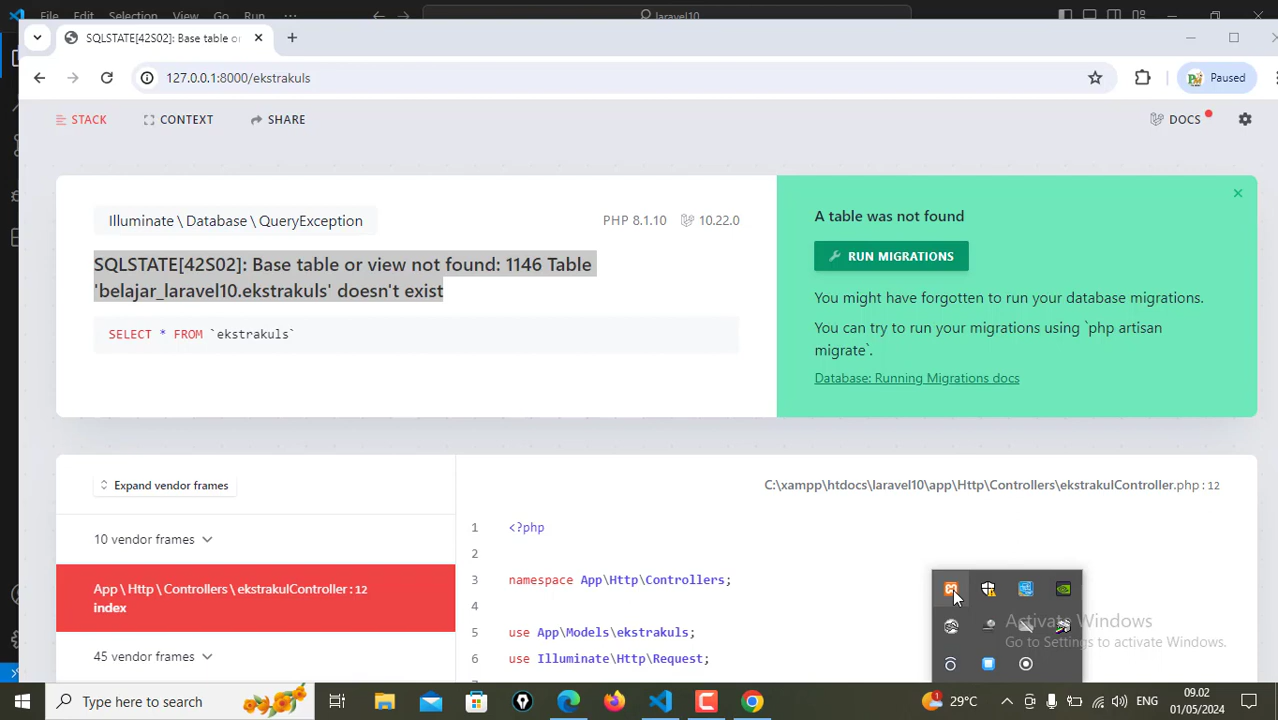 File Edit Selection View Go Run
laravel10
SQLSTATE[42S02]: Base table or
127.0.0.1:8000/ekstrakuls
Paused
STACK CONTEXT SHARE DOCS
Illuminate \ Database \ QueryException
PHP 8.1.10 10.22.0
SQLSTATE[42S02]: Base table or view not found: 1146 Table
'belajar_laravel10.ekstrakuls' doesn't exist
SELECT * FROM `ekstrakuls`
A table was not found
RUN MIGRATIONS
You might have forgotten to run your database migrations.
You can try to run your migrations using `php artisan
migrate`.
Database: Running Migrations docs
Expand vendor frames
10 vendor frames
App \ Http \ Controllers \ ekstrakulController : 12
index
45 vendor frames
C:\xampp\htdocs\laravel10\app\Http\Controllers\ekstrakulController.php : 12
1 <?php
2
3 namespace App\Http\Controllers;
4
5 use App\Models\ekstrakuls;
6 use Illuminate\Http\Request;
Activate Windows
Go to Settings to activate Windows.
Type here to search
1
29°C
ENG
09.02
01/05/2024